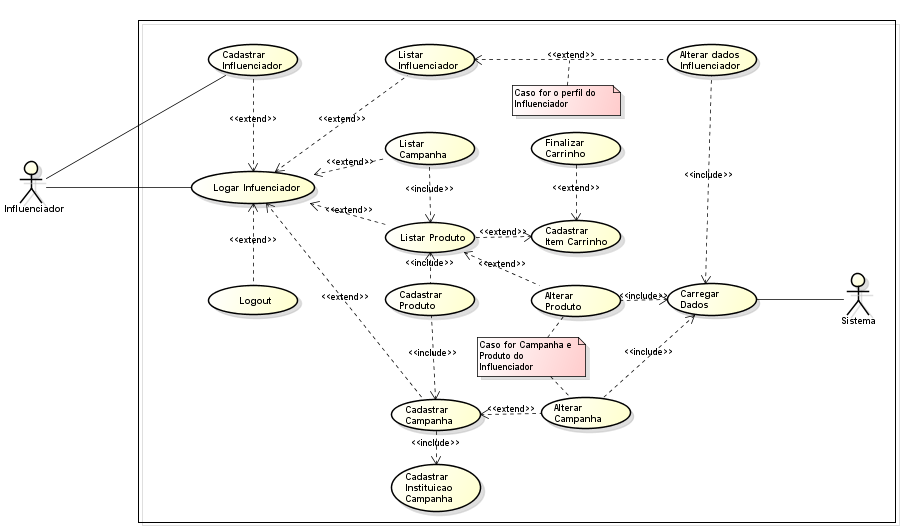 Cadastrar
Influenciador
Listar
Influenciador
<<extend>>
Alterar dados
Influenciador
Caso for o perfil do
Influenciador
<<extend>>
<<extend>>
Listar
Campanha
Finalizar
Carrinho
<<extend>>
<<include>>
Logar Infuenciador
<<include>>
<<extend>>
Influenciador
<<extend>>
<<extend>>
Listar Produto
<<extend>>
Cadastrar
Item Carrinho
<<extend>>
<<include>>
<<extend>>
Logout
<<extend>>
Cadastrar
Produto
Alterar
Produto
<<include>>
Carregar
Dados
Sistema
Caso for Campanha e
Produto do
Influenciador
<<include>>
<<include>>
Cadastrar
Campanha
<<extend>>
Alterar
Campanha
<<include>>
Cadastrar
Instituicao
Campanha